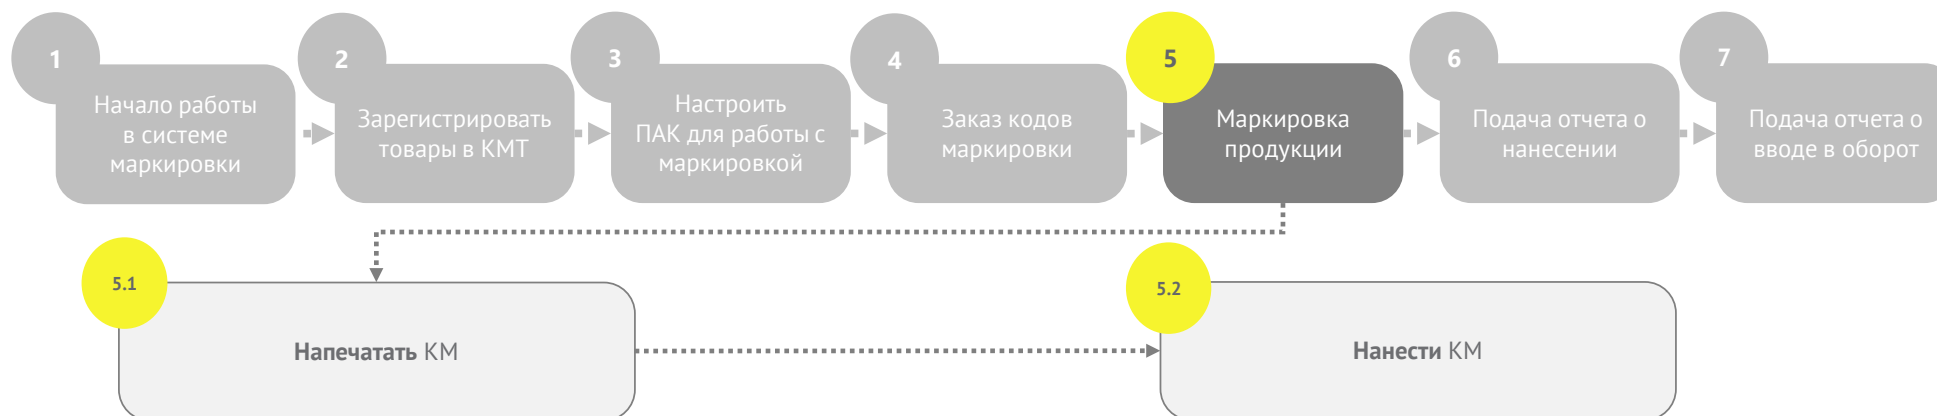 1
Начало работы
в системе
маркировки
2
Зарегистрировать
товары в КМТ
3
Настроить
ПАК для работы с
маркировкой
4
Заказ кодов
маркировки
5
Маркировка
продукции
6
Подача отчета о
нанесении
7
Подача отчета о
вводе в оборот
5.1
Напечатать КМ
5.2
Нанести КМ